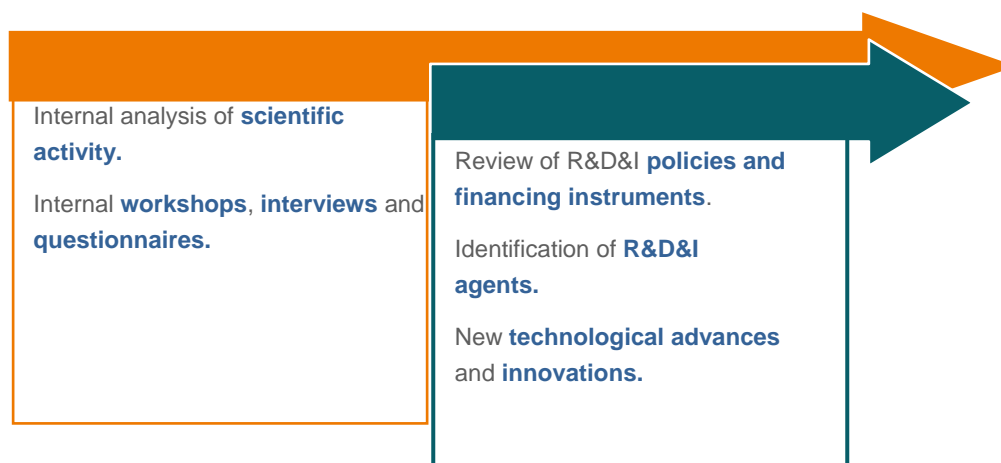 Internal analysis of scientific
activity.
Internal workshops, interviews and
questionnaires.
Review of R&D&I policies and
financing instruments.
Identification of R&D&I
agents.
New technological advances
and innovations.